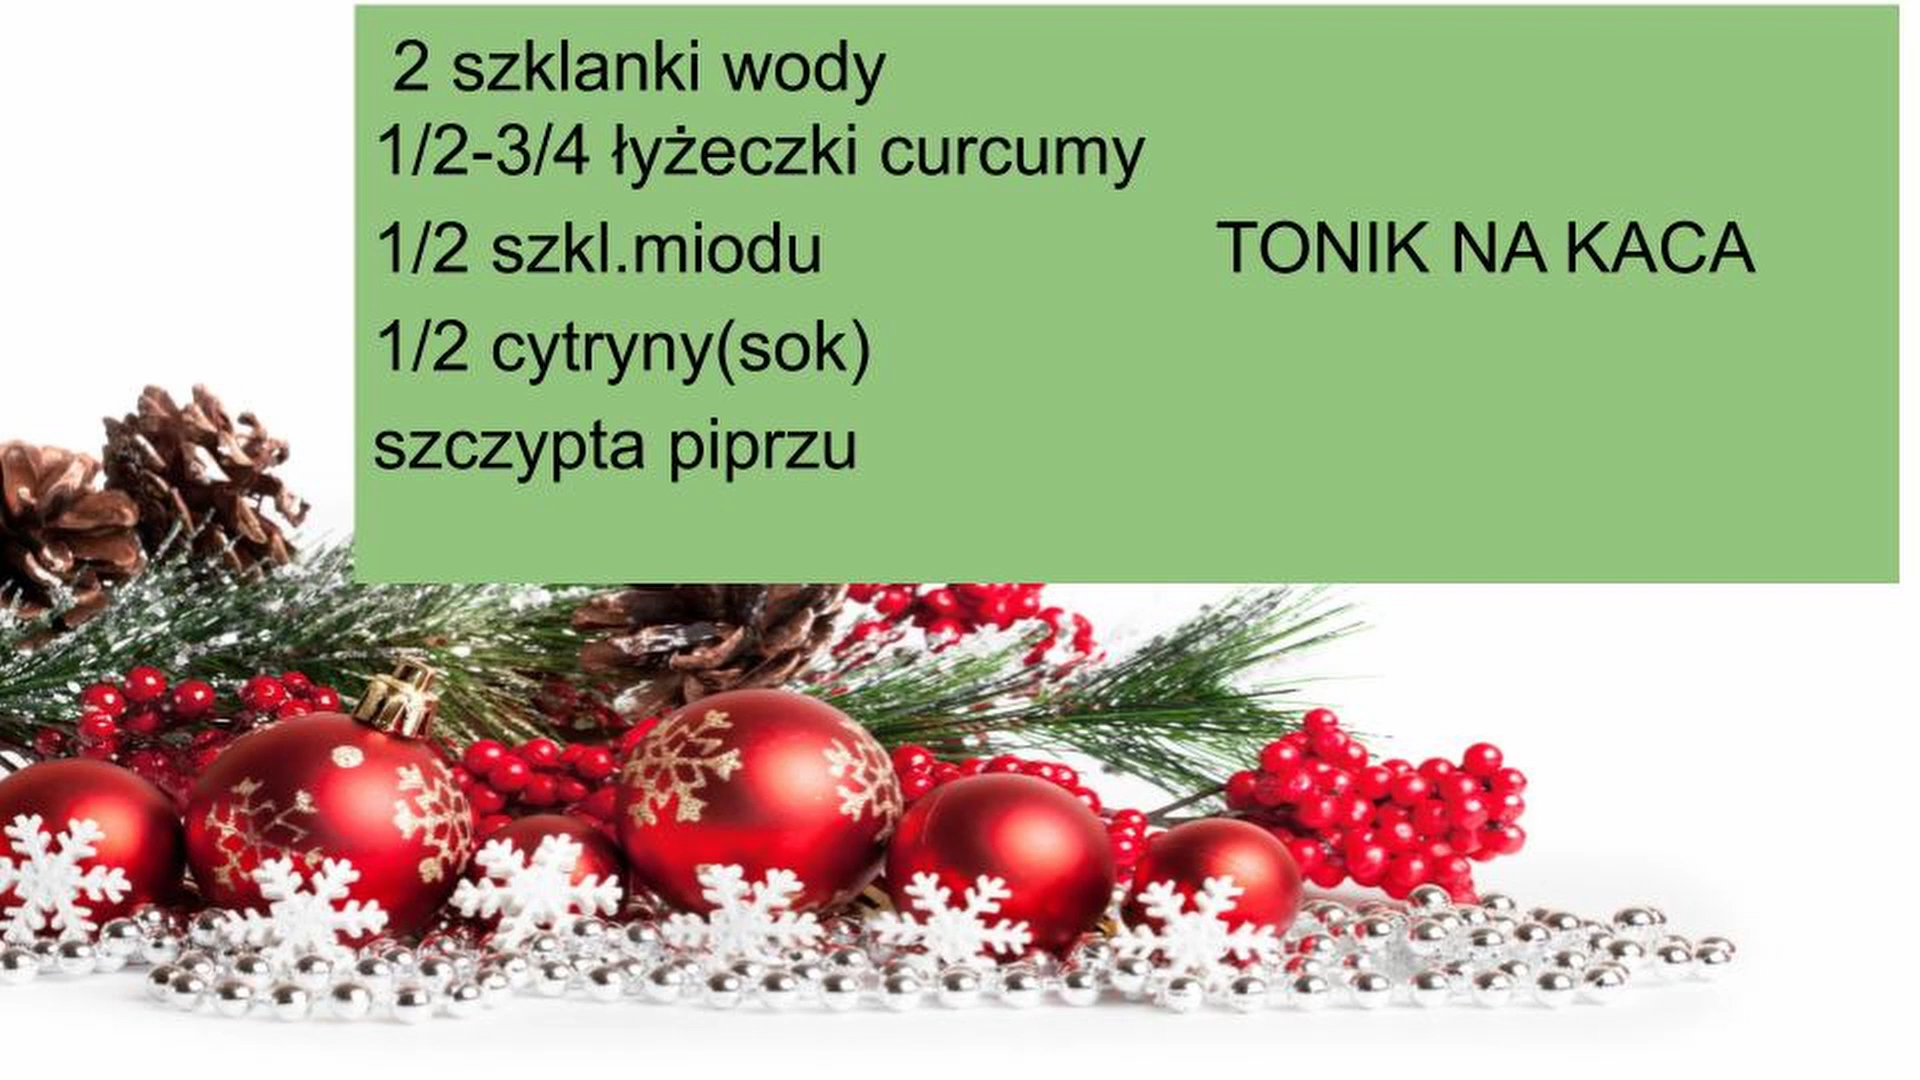 2 szklanki wody
1/2-3/4 łyżeczki curcumy
1/2 szkl.miodu
TONIK NA KACA
1/2 cytryny(sok)
szczypta piprzu